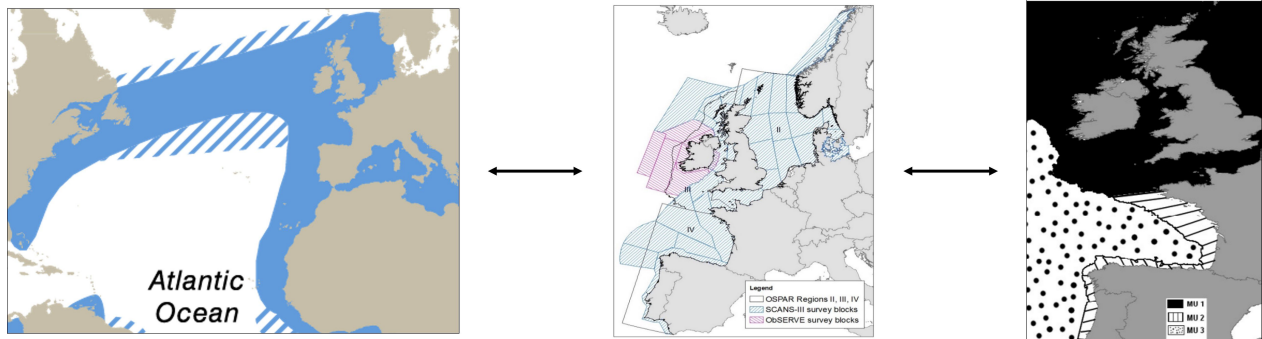 Atlantic
Ocean
II
III
IV
Legend
OSPAR Regions II, III, IV
SCANS-III survey blocks
ObSERVE survey blocks
MU 1
MU 2
MU 3